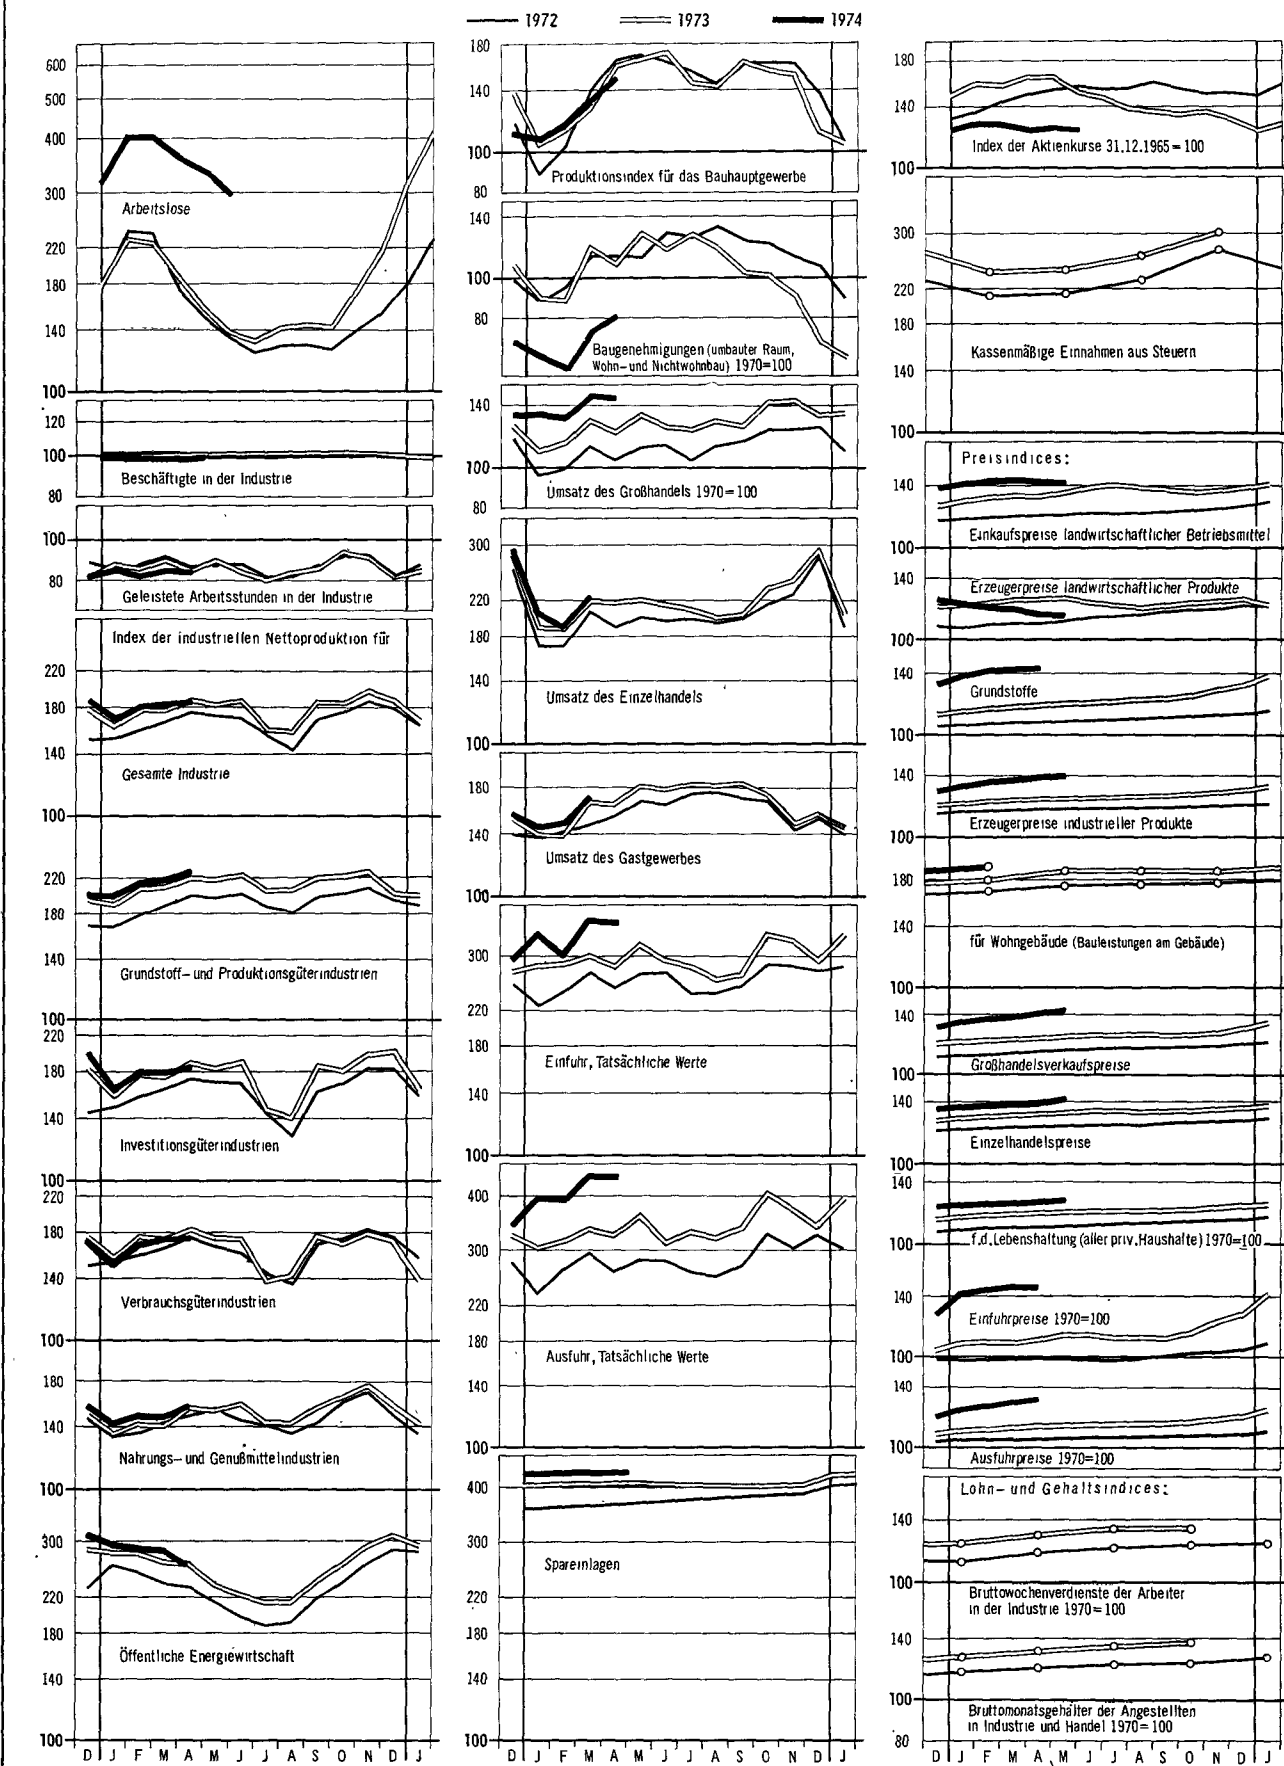 1972 1973 1974
600
500
400
300
220
180
140
100
Arbeitslose
120
100
80
Beschäftigte in der Industrie
100
80
Geleistete Arbeitsstunden in der Industrie
Index der industriellen Nettoproduktion für
220
180
140
Gesamte Industrie
100
220
180
140
Grundstoff- und Produktionsgüterindustrien
100
220
180
140
Investitionsgüterindustrien
100
220
180
140
Verbrauchsgüterindustrien
100
180
140
Nahrungs- und Genußmittelindustrien
100
300
220
180
Öffentliche Energiewirtschaft
140
100
D J F M A M J J A S O N D J
180
140
100
Produktionsindex für das Bauhauptgewerbe
80
140
100
80
Baugenehmigungen (umbauter Raum,
Wohn- und Nichtwohnbau) 1970=100
140
100
Umsatz des Großhandels 1970=100
80
300
220
180
140
Umsatz des Einzelhandels
100
180
140
Umsatz des Gastgewerbes
100
300
220
180
Einfuhr, Tatsächliche Werte
140
100
400
300
220
180
Ausfuhr, Tatsächliche Werte
140
100
400
300
Spareinlagen
220
180
140
100
D J F M A M J J A S O N D J
180
140
Index der Aktienkurse 31.12.1965=100
100
300
220
180
Kassenmäßige Einnahmen aus Steuern
140
100
Preisindices:
140
Einkaufspreise landwirtschaftlicher Betriebsmittel
100
140
Erzeugerpreise landwirtschaftlicher Produkte
100
140
Grundstoffe
100
140
Erzeugerpreise industrieller Produkte
100
180
140
für Wohngebäude (Bauleistungen am Gebäude)
100
140
Großhandelsverkaufspreise
100
140
Einzelhandelspreise
100
140
f.d. Lebenshaltung (aller priv. Haushalte) 1970=100
100
140
Einfuhrpreise 1970=100
100
140
100
Ausfuhrpreise 1970=100
Lohn- und Gehaltsindices:
140
100
Bruttowochenverdienste der Arbeiter
in der Industrie 1970=100
140
100
Bruttomonatsgehälter der Angestellten
in Industrie und Handel 1970=100
80
D J F M A M J J A S O N D J